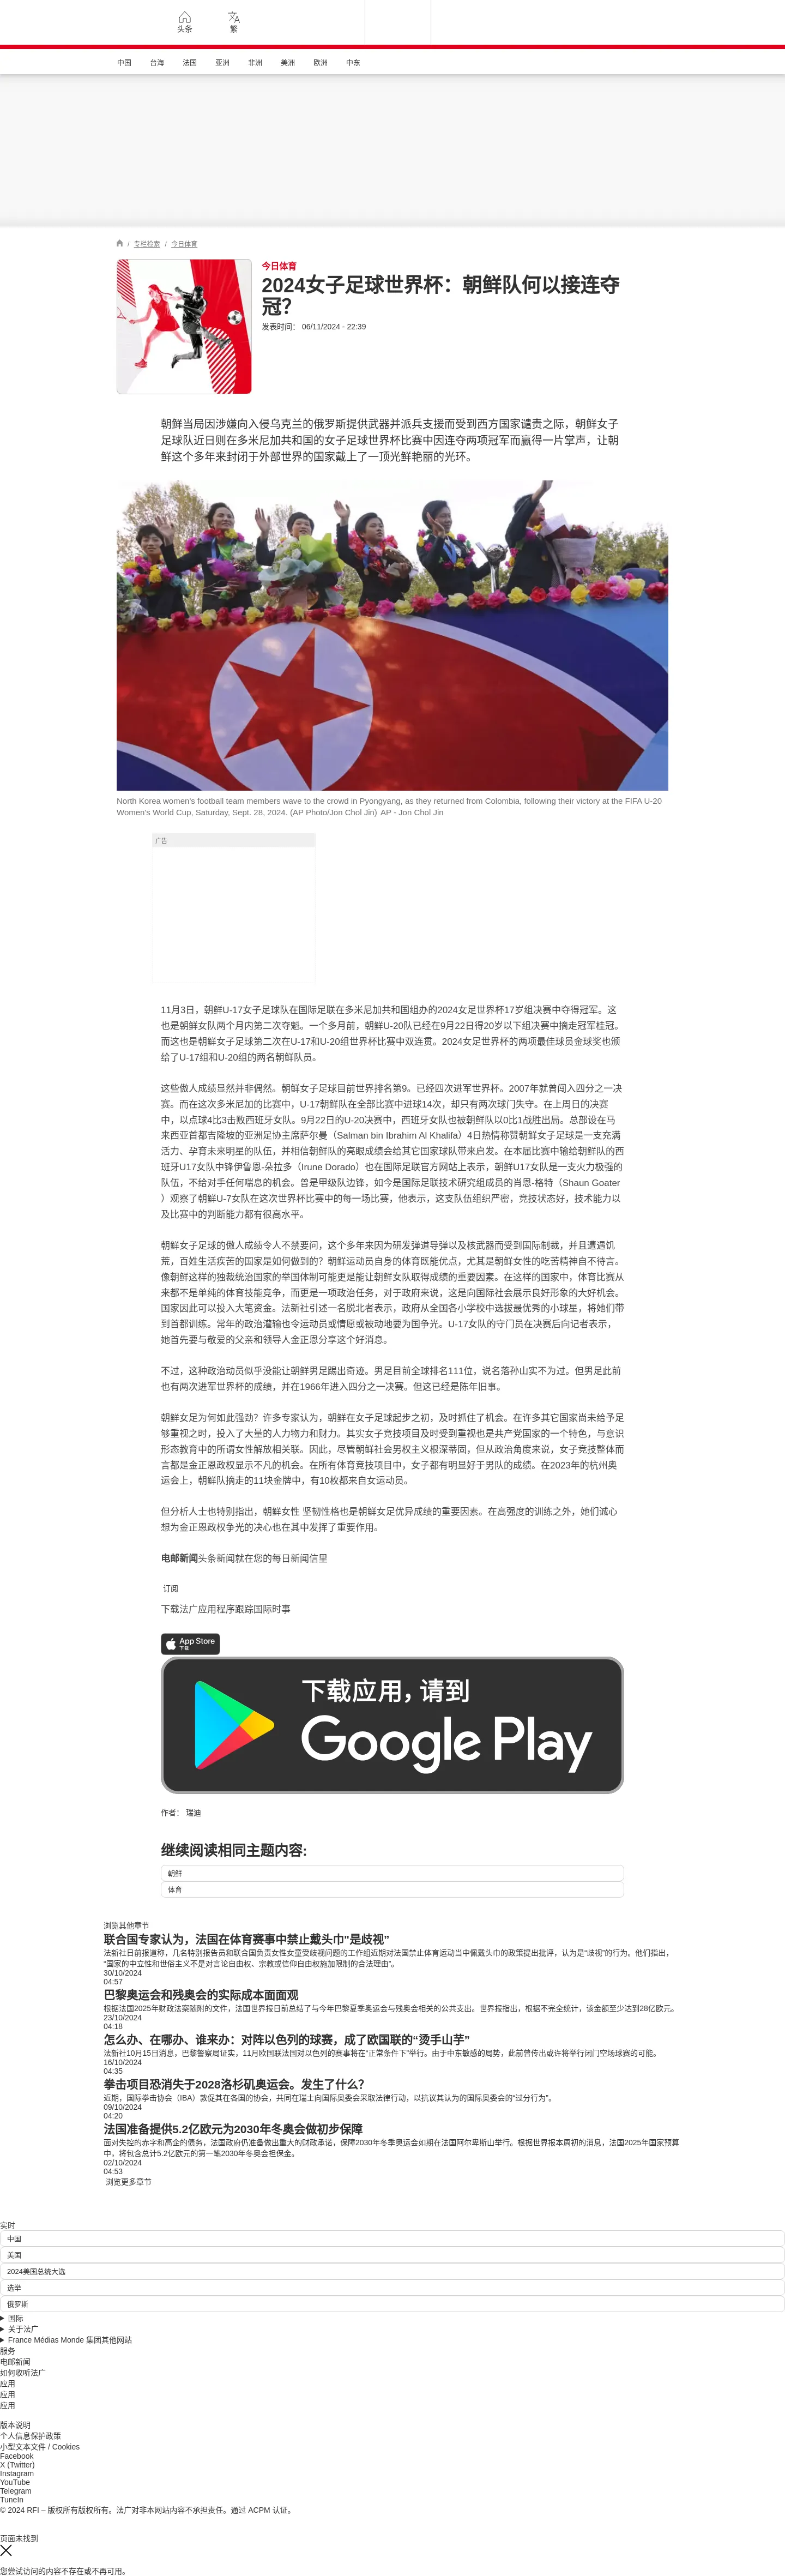 头条
繁
中国
台海
法国
亚洲
非洲
美洲
欧洲
中东
/ 专栏检索 / 今日体育
今日体育
2024女子足球世界杯：朝鲜队何以接连夺
冠？
发表时间： 06/11/2024 - 22:39
朝鲜当局因涉嫌向入侵乌克兰的俄罗斯提供武器并派兵支援而受到西方国家谴责之际，朝鲜女子
足球队近日则在多米尼加共和国的女子足球世界杯比赛中因连夺两项冠军而赢得一片掌声，让朝
鲜这个多年来封闭于外部世界的国家戴上了一顶光鲜艳丽的光环。
North Korea women's football team members wave to the crowd in Pyongyang, as they returned from Colombia, following their victory at the FIFA U-20
Women's World Cup, Saturday, Sept. 28, 2024. (AP Photo/Jon Chol Jin) AP - Jon Chol Jin
广告
11月3日，朝鲜U-17女子足球队在国际足联在多米尼加共和国组办的2024女足世界杯17岁组决赛中夺得冠军。这
也是朝鲜女队两个月内第二次夺魁。一个多月前，朝鲜U-20队已经在9月22日得20岁以下组决赛中摘走冠军桂冠。
而这也是朝鲜女子足球第二次在U-17和U-20组世界杯比赛中双连贯。2024女足世界杯的两项最佳球员金球奖也颁
给了U-17组和U-20组的两名朝鲜队员。
这些傲人成绩显然并非偶然。朝鲜女子足球目前世界排名第9。已经四次进军世界杯。2007年就曾闯入四分之一决
赛。而在这次多米尼加的比赛中，U-17朝鲜队在全部比赛中进球14次，却只有两次球门失守。在上周日的决赛
中，以点球4比3击败西班牙女队。9月22日的U-20决赛中，西班牙女队也被朝鲜队以0比1战胜出局。总部设在马
来西亚首都吉隆坡的亚洲足协主席萨尔曼（Salman bin Ibrahim Al Khalifa）4日热情称赞朝鲜女子足球是一支充满
活力、孕育未来明星的队伍，并相信朝鲜队的亮眼成绩会给其它国家球队带来启发。在本届比赛中输给朝鲜队的西
班牙U17女队中锋伊鲁恩-朵拉多（Irune Dorado）也在国际足联官方网站上表示，朝鲜U17女队是一支火力极强的
队伍，不给对手任何喘息的机会。曾是甲级队边锋，如今是国际足联技术研究组成员的肖恩-格特（Shaun Goater
）观察了朝鲜U-7女队在这次世界杯比赛中的每一场比赛，他表示，这支队伍组织严密，竞技状态好，技术能力以
及比赛中的判断能力都有很高水平。
朝鲜女子足球的傲人成绩令人不禁要问，这个多年来因为研发弹道导弹以及核武器而受到国际制裁，并且遭遇饥
荒，百姓生活疾苦的国家是如何做到的？朝鲜运动员自身的体育既能优点，尤其是朝鲜女性的吃苦精神自不待言。
像朝鲜这样的独裁统治国家的举国体制可能更是能让朝鲜女队取得成绩的重要因素。在这样的国家中，体育比赛从
来都不是单纯的体育技能竞争，而更是一项政治任务，对于政府来说，这是向国际社会展示良好形象的大好机会。
国家因此可以投入大笔资金。法新社引述一名脱北者表示，政府从全国各小学校中选拔最优秀的小球星，将她们带
到首都训练。常年的政治灌输也令运动员或情愿或被动地要为国争光。U-17女队的守门员在决赛后向记者表示，
她首先要与敬爱的父亲和领导人金正恩分享这个好消息。
不过，这种政治动员似乎没能让朝鲜男足踢出奇迹。男足目前全球排名111位，说名落孙山实不为过。但男足此前
也有两次进军世界杯的成绩，并在1966年进入四分之一决赛。但这已经是陈年旧事。
朝鲜女足为何如此强劲？许多专家认为，朝鲜在女子足球起步之初，及时抓住了机会。在许多其它国家尚未给予足
够重视之时，投入了大量的人力物力和财力。其实女子竞技项目及时受到重视也是共产党国家的一个特色，与意识
形态教育中的所谓女性解放相关联。因此，尽管朝鲜社会男权主义根深蒂固，但从政治角度来说，女子竞技整体而
言都是金正恩政权显示不凡的机会。在所有体育竞技项目中，女子都有明显好于男队的成绩。在2023年的杭州奥
运会上，朝鲜队摘走的11块金牌中，有10枚都来自女运动员。
但分析人士也特别指出，朝鲜女性 坚韧性格也是朝鲜女足优异成绩的重要因素。在高强度的训练之外，她们诚心
想为金正恩政权争光的决心也在其中发挥了重要作用。
电邮新闻头条新闻就在您的每日新闻信里
订阅
下载法广应用程序跟踪国际时事
App Store
下载
下载应用，请到
Google Play
作者： 瑞迪
继续阅读相同主题内容:
朝鲜
体育
浏览其他章节
联合国专家认为，法国在体育赛事中禁止戴头巾"是歧视"
法新社日前报道称，几名特别报告员和联合国负责女性女童受歧视问题的工作组近期对法国禁止体育运动当中佩戴头巾的政策提出批评，认为是"歧视"的行为。他们指出，
“国家的中立性和世俗主义不是对言论自由权、宗教或信仰自由权施加限制的合法理由”。
30/10/2024
04:57
巴黎奥运会和残奥会的实际成本面面观
根据法国2025年财政法案随附的文件，法国世界报日前总结了与今年巴黎夏季奥运会与残奥会相关的公共支出。世界报指出，根据不完全统计，该金额至少达到28亿欧元。
23/10/2024
04:18
怎么办、在哪办、谁来办：对阵以色列的球赛，成了欧国联的“烫手山芋”
法新社10月15日消息，巴黎警察局证实，11月欧国联法国对以色列的赛事将在“正常条件下”举行。由于中东敏感的局势，此前曾传出或许将举行闭门空场球赛的可能。
16/10/2024
04:35
拳击项目恐消失于2028洛杉矶奥运会。发生了什么？
近期，国际拳击协会（IBA）敦促其在各国的协会，共同在瑞士向国际奥委会采取法律行动，以抗议其认为的国际奥委会的“过分行为”。
09/10/2024
04:20
法国准备提供5.2亿欧元为2030年冬奥会做初步保障
面对失控的赤字和高企的债务，法国政府仍准备做出重大的财政承诺，保障2030年冬季奥运会如期在法国阿尔卑斯山举行。根据世界报本周初的消息，法国2025年国家预算
中，将包含总计5.2亿欧元的第一笔2030年冬奥会担保金。
02/10/2024
04:53
浏览更多章节
实时
中国
美国
2024美国总统大选
选举
俄罗斯
国际
关于法广
France Médias Monde 集团其他网站
服务
电邮新闻
如何收听法广
应用
应用
应用
版本说明
个人信息保护政策
小型文本文件 / Cookies
Facebook
X (Twitter)
Instagram
YouTube
Telegram
TuneIn
© 2024 RFI – 版权所有版权所有。法广对非本网站内容不承担责任。通过 ACPM 认证。
页面未找到
您尝试访问的内容不存在或不再可用。